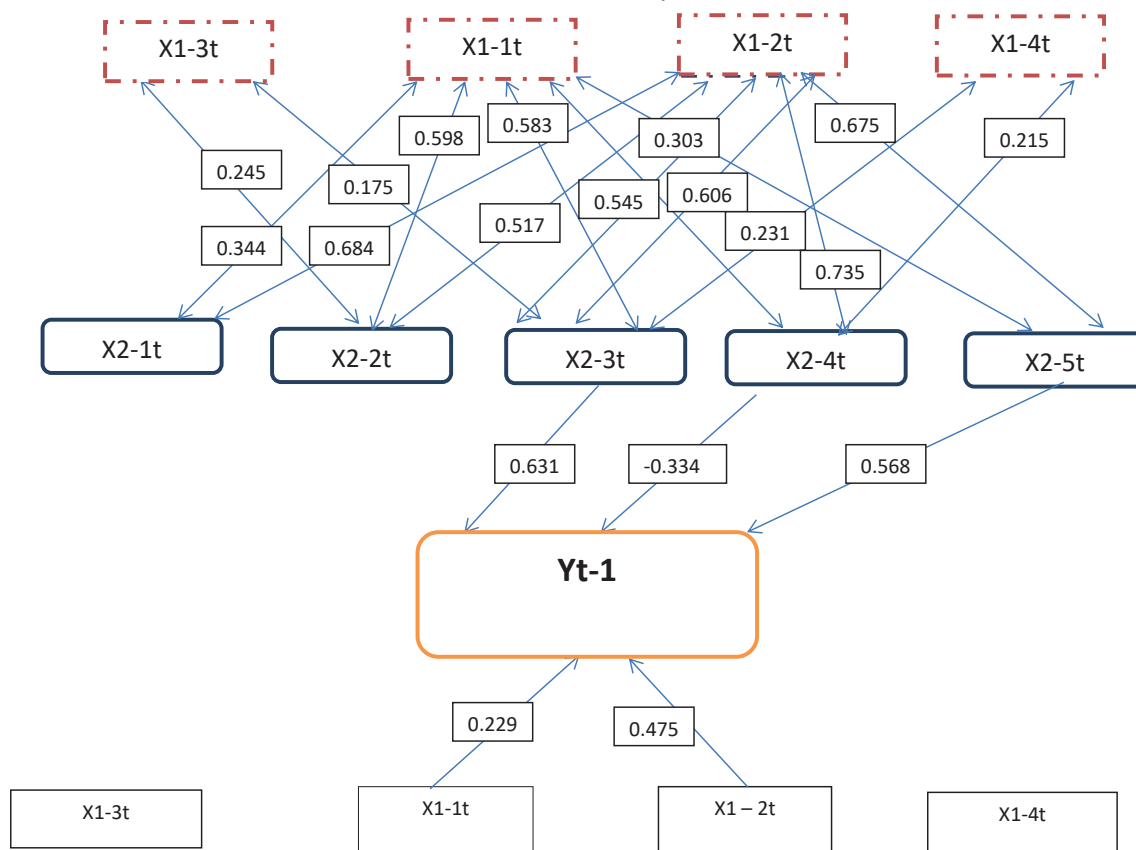 X1-3t
X1-1t
X1-2t
X1-4t
0.598
0.583
0.303
0.675
0.215
0.245
0.175
0.545
0.606
0.344
0.684
0.517
0.231
0.735
X2-1t
X2-2t
X2-3t
X2-4t
X2-5t
0.631
-0.334
0.568
Yt-1
0.229
0.475
X1-3t
X1-1t
X1 – 2t
X1-4t